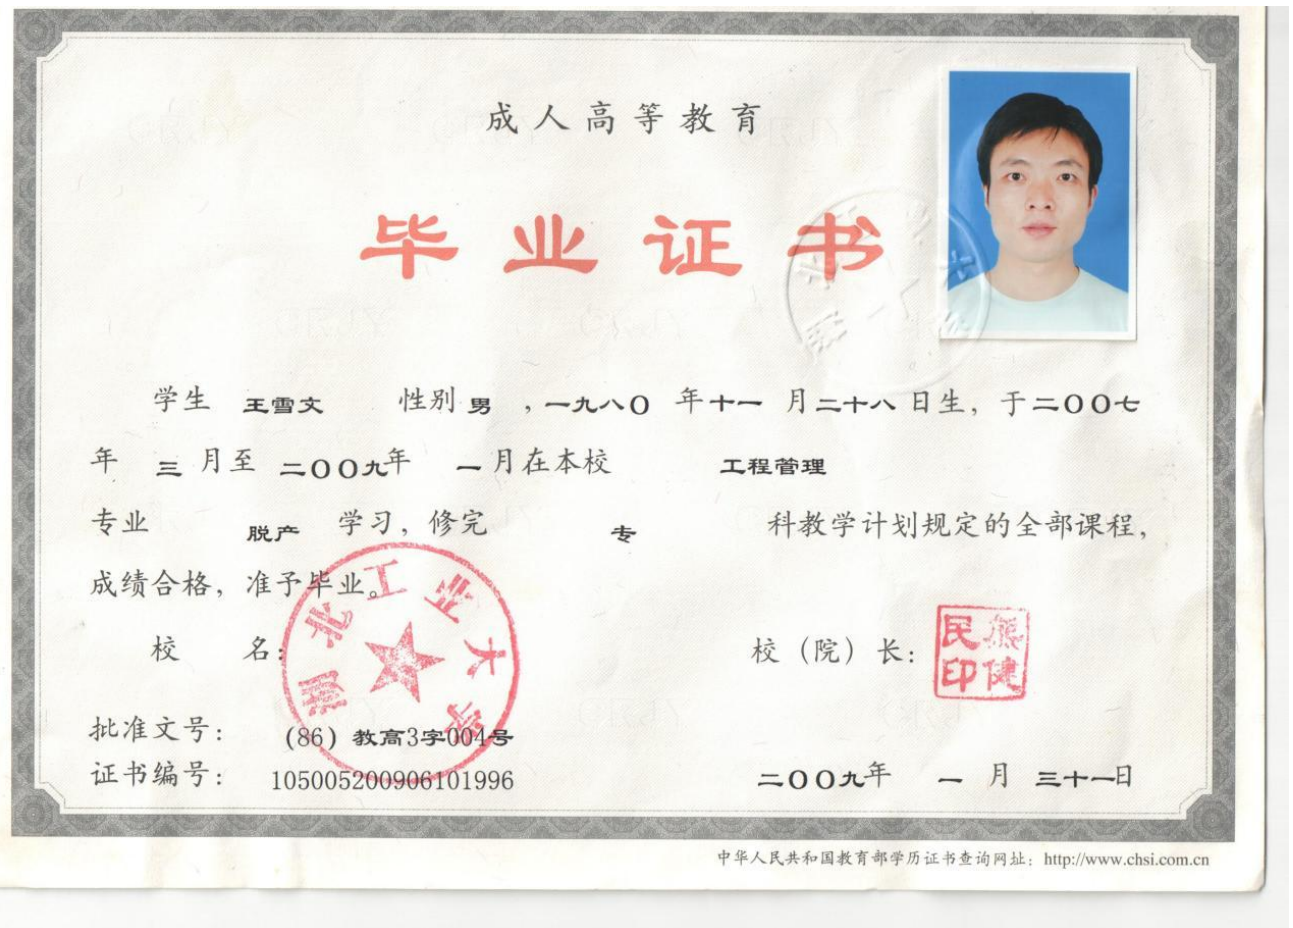 成人高等教育
毕业证书
学生 王雪文 性别 男 ，一九八〇 年十一 月二十八 日生，于二〇〇七
年 三 月至 二〇〇九年 一月在本校 工程管理
专业 脱产 学习，修完 专 科教学计划规定的全部课程，
成绩合格，准予毕业。
校 名：
湖北工业大学
校（院）长：
熊健民印
批准文号： (86) 教高3字004号
证书编号： 105005200906101996
二〇〇九年 一 月 三十一日
中华人民共和国教育部学历证书查询网址：http://www.chsi.com.cn